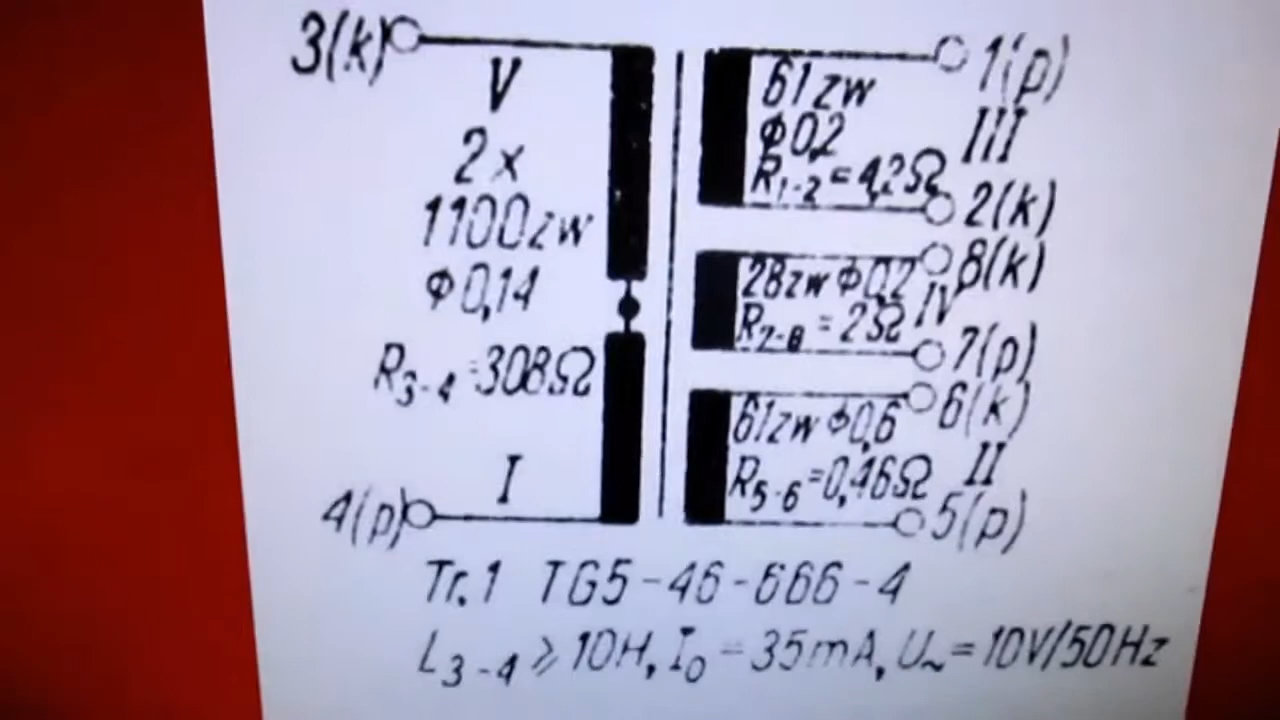 3(k)
V
2x
1100zw
Φ0,14
R3-4=308Ω
I
4(p)
1(p)
61zw
Φ0,2
III
R1-2=4,2Ω
2(k)
8(k)
28zw Φ0,2
IV
R7-8=2Ω
7(p)
6(k)
61zw Φ0,6
R5-6=0,46Ω
II
5(p)
Tr.1 TG5-46-666-4
L3-4 ⩾ 10H, I0 = 35mA, U~ = 10V/50Hz